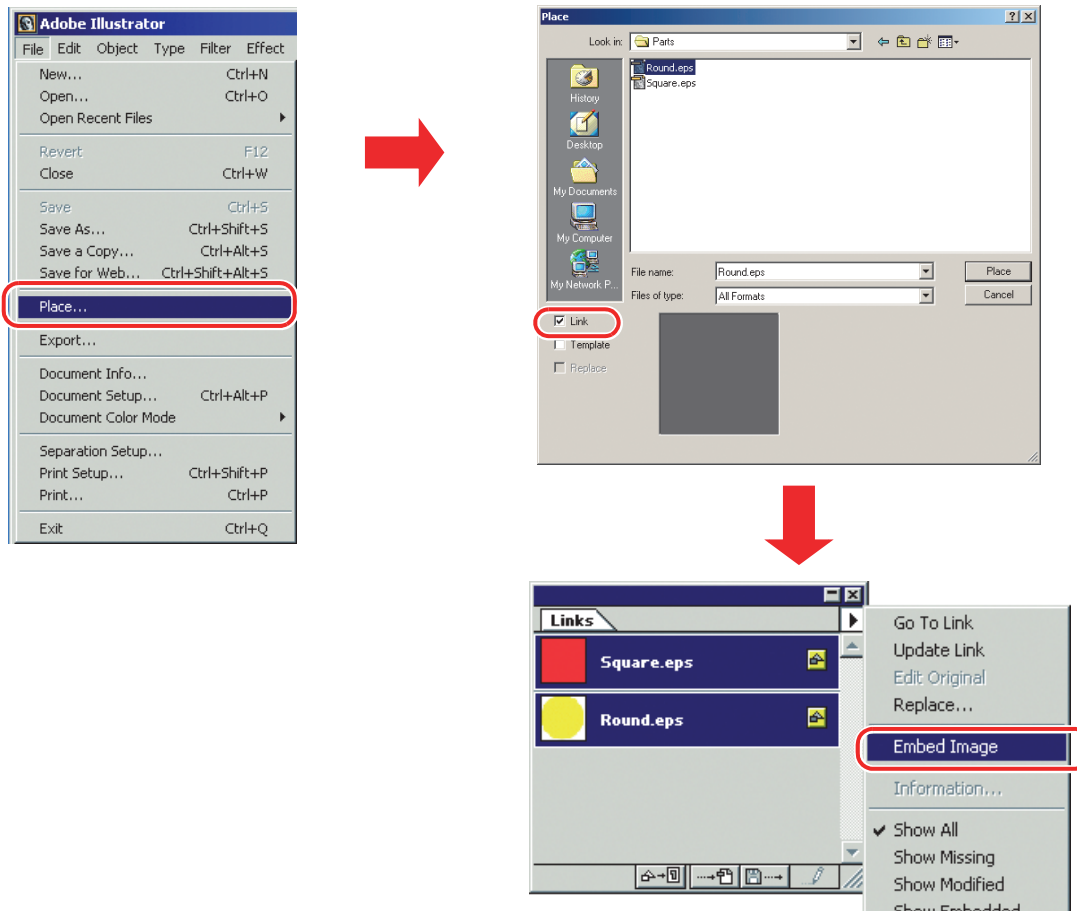 Adobe Illustrator
File Edit Object Type Filter Effect
New... Ctrl+N
Open... Ctrl+O
Open Recent Files
Revert F12
Close Ctrl+W
Save Ctrl+S
Save As... Ctrl+Shift+S
Save a Copy... Ctrl+Alt+S
Save for Web... Ctrl+Shift+Alt+S
Place...
Export...
Document Info...
Document Setup... Ctrl+Alt+P
Document Color Mode
Separation Setup...
Print Setup... Ctrl+Shift+P
Print... Ctrl+P
Exit Ctrl+Q
Place
Look in: Parts
Round.eps
Square.eps
History
Desktop
My Documents
My Computer
My Network P...
File name: Round.eps Place
Files of type: All Formats Cancel
Link
Template
Replace
Links
Square.eps
Round.eps
Go To Link
Update Link
Edit Original
Replace...
Embed Image
Information...
Show All
Show Missing
Show Modified
Show Embedded